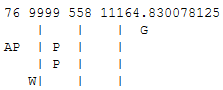 76 9999 558 11164.830078125
| | | G
AP | P | |
| P | |
W| | |